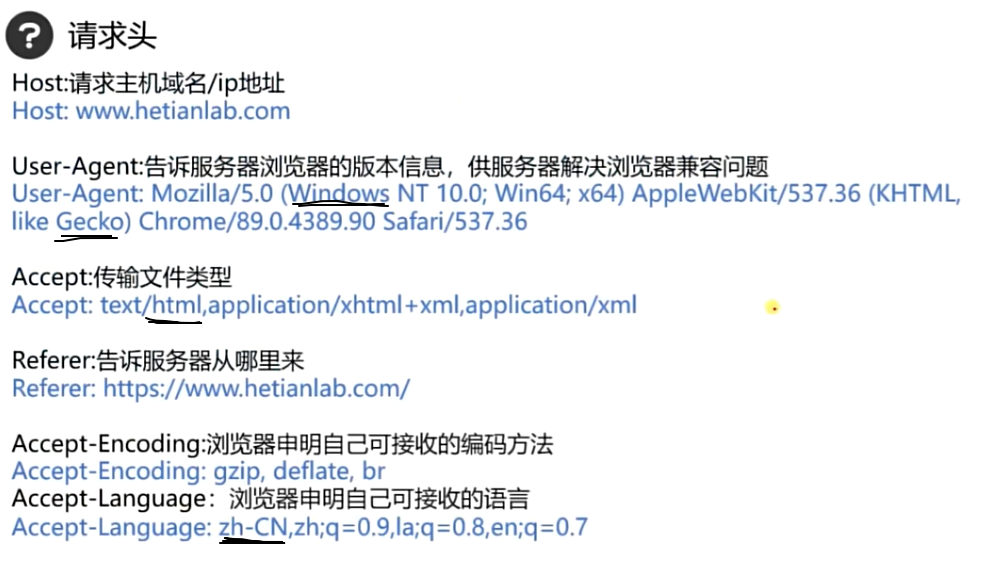 ? 请求头
Host:请求主机域名/ip地址
Host: www.hetianlab.com
User-Agent:告诉服务器浏览器的版本信息，供服务器解决浏览器兼容问题
User-Agent: Mozilla/5.0 (Windows NT 10.0; Win64; x64) AppleWebKit/537.36 (KHTML,
like Gecko) Chrome/89.0.4389.90 Safari/537.36
Accept:传输文件类型
Accept: text/html,application/xhtml+xml,application/xml
Referer:告诉服务器从哪里来
Referer: https://www.hetianlab.com/
Accept-Encoding:浏览器申明自己可接收的编码方法
Accept-Encoding: gzip, deflate, br
Accept-Language：浏览器申明自己可接收的语言
Accept-Language: zh-CN,zh;q=0.9,la;q=0.8,en;q=0.7